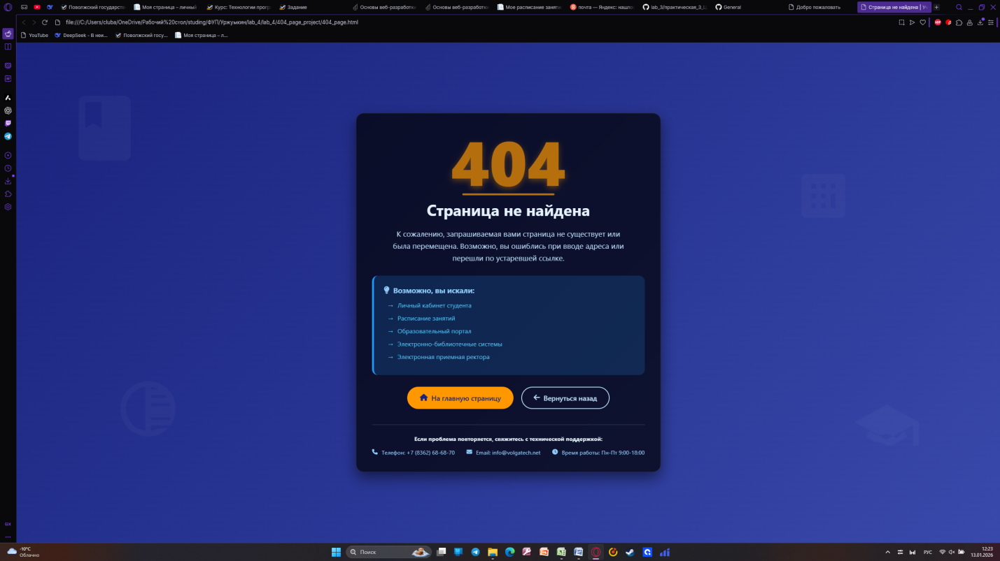 Поволжский государств
Моя страница – личный
Курс: Технологии прогр
Задание
Основы веб-разработки
Основы веб-разработки
Мое расписание занятий
почта — Яндекс: нашло
lab_3/практическая_3_L
General
Добро пожаловать
Страница не найдена | У
file:///C:/Users/cluba/OneDrive/Рабочий%20стол/studing/ФУП/Уржумкин/lab_4/lab_4/404_page_project/404_page.html
YouTube
DeepSeek - В неи...
Поволжский госу...
Моя страница – л...
404
Страница не найдена
К сожалению, запрашиваемая вами страница не существует или
была перемещена. Возможно, вы ошиблись при вводе адреса или
перешли по устаревшей ссылке.
Возможно, вы искали:
→ Личный кабинет студента
→ Расписание занятий
→ Образовательный портал
→ Электронно-библиотечные системы
→ Электронная приемная ректора
На главную страницу
Вернуться назад
Если проблема повторяется, свяжитесь с технической поддержкой:
Телефон: +7 (8362) 68-68-70
Email: info@volgatech.net
Время работы: Пн-Пт 9:00-18:00
GX
-10°C
Облачно
Поиск
РУС
12:23
13.01.2026